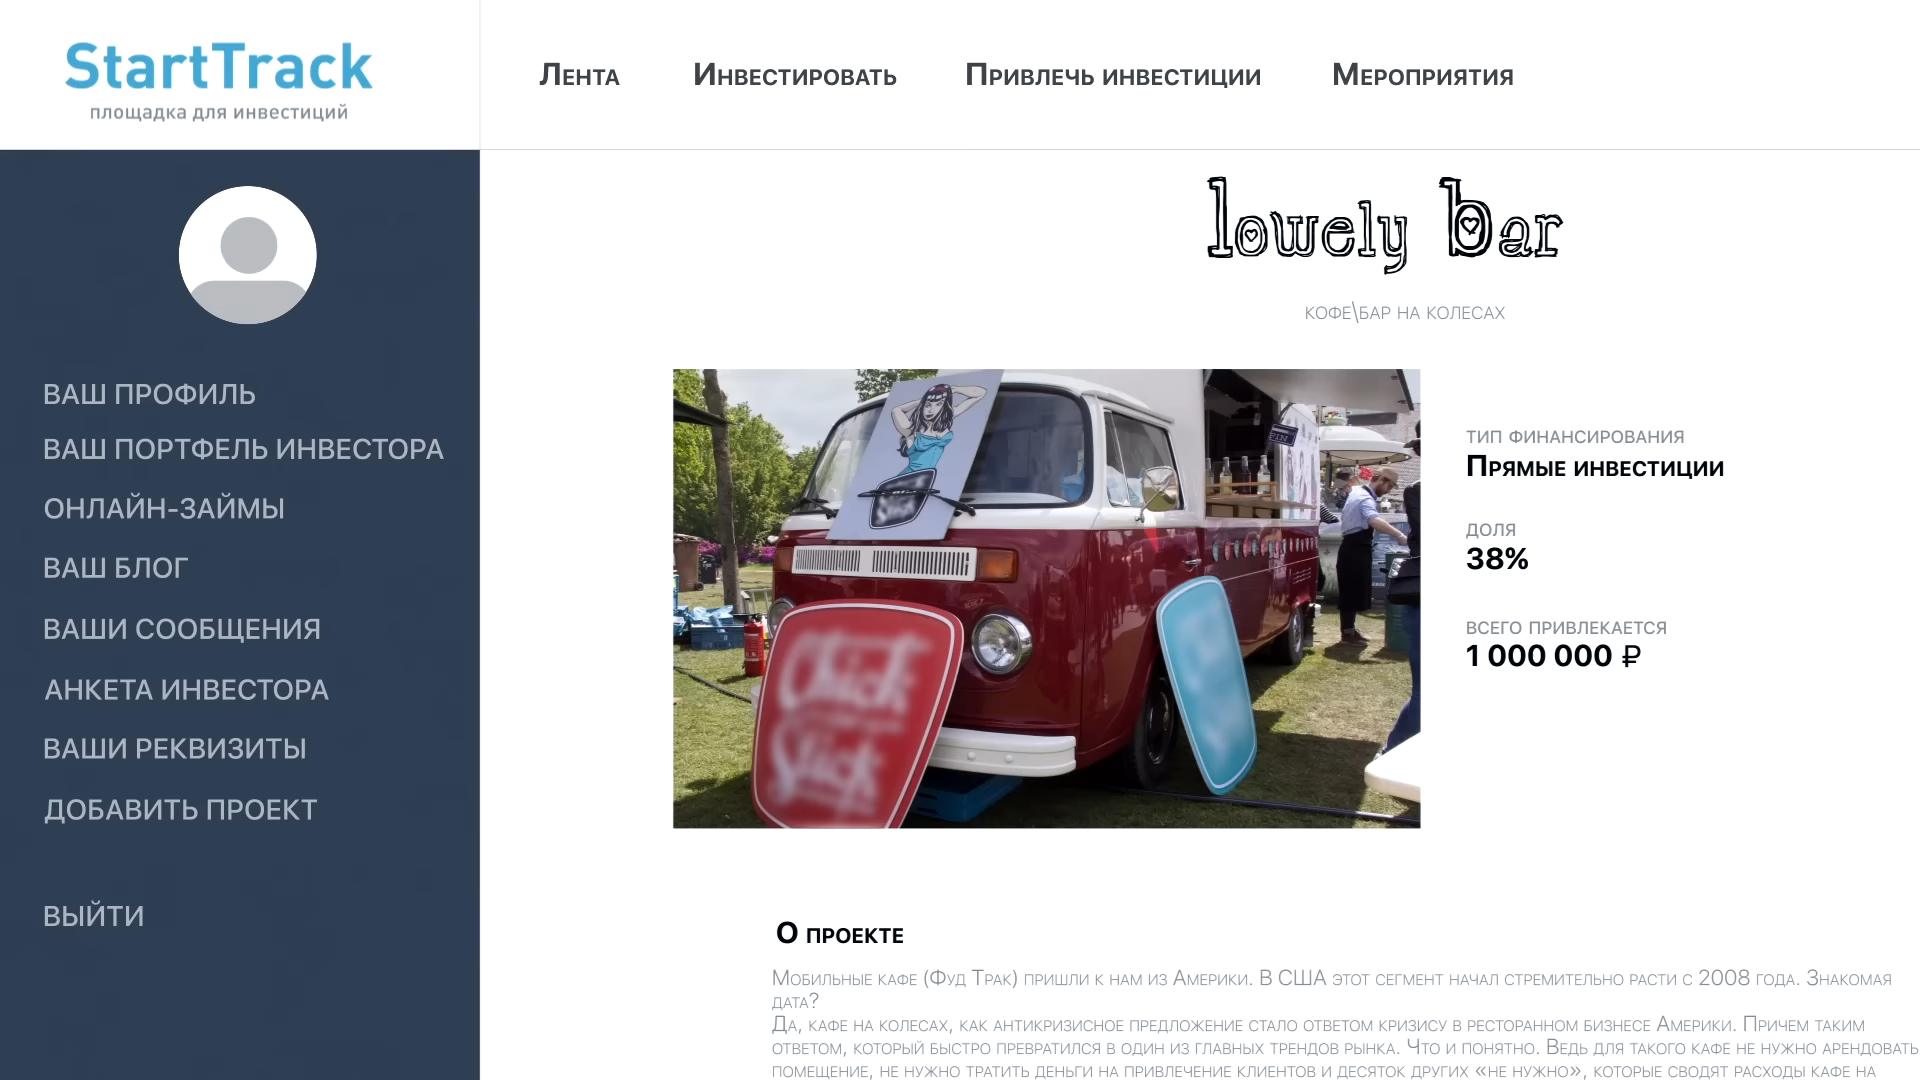 StartTrack
площадка для инвестиций
Лента Инвестировать Привлечь инвестиции Мероприятия
lowely bar
кофе\бар на колесах
ВАШ ПРОФИЛЬ
ВАШ ПОРТФЕЛЬ ИНВЕСТОРА
ОНЛАЙН-ЗАЙМЫ
ВАШ БЛОГ
ВАШИ СООБЩЕНИЯ
АНКЕТА ИНВЕСТОРА
ВАШИ РЕКВИЗИТЫ
ДОБАВИТЬ ПРОЕКТ
ВЫЙТИ
тип финансирования
Прямые инвестиции
доля
38%
всего привлекается
1 000 000 ₽
О проекте
Мобильные кафе (Фуд Трак) пришли к нам из Америки. В США этот сегмент начал стремительно расти с 2008 года. Знакомая
дата?
Да, кафе на колесах, как антикризисное предложение стало ответом кризису в ресторанном бизнесе Америки. Причем таким
ответом, который быстро превратился в один из главных трендов рынка. Что и понятно. Ведь для такого кафе не нужно арендовать
помещение, не нужно тратить деньги на привлечение клиентов и десяток других «не нужно», которые сводят расходы кафе на